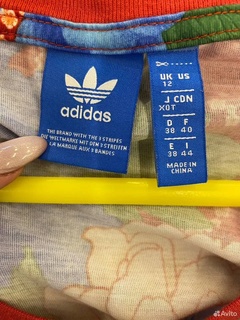 adidas
THE BRAND WITH THE 3 STRIPES
DIE WELTMARKE MIT DEN 3 STREIFEN
LA MARQUE AUX 3 BANDES
UK US
12
J CDN
XOT
D F
38 40
E I
38 44
MADE IN
CHINA
Avito